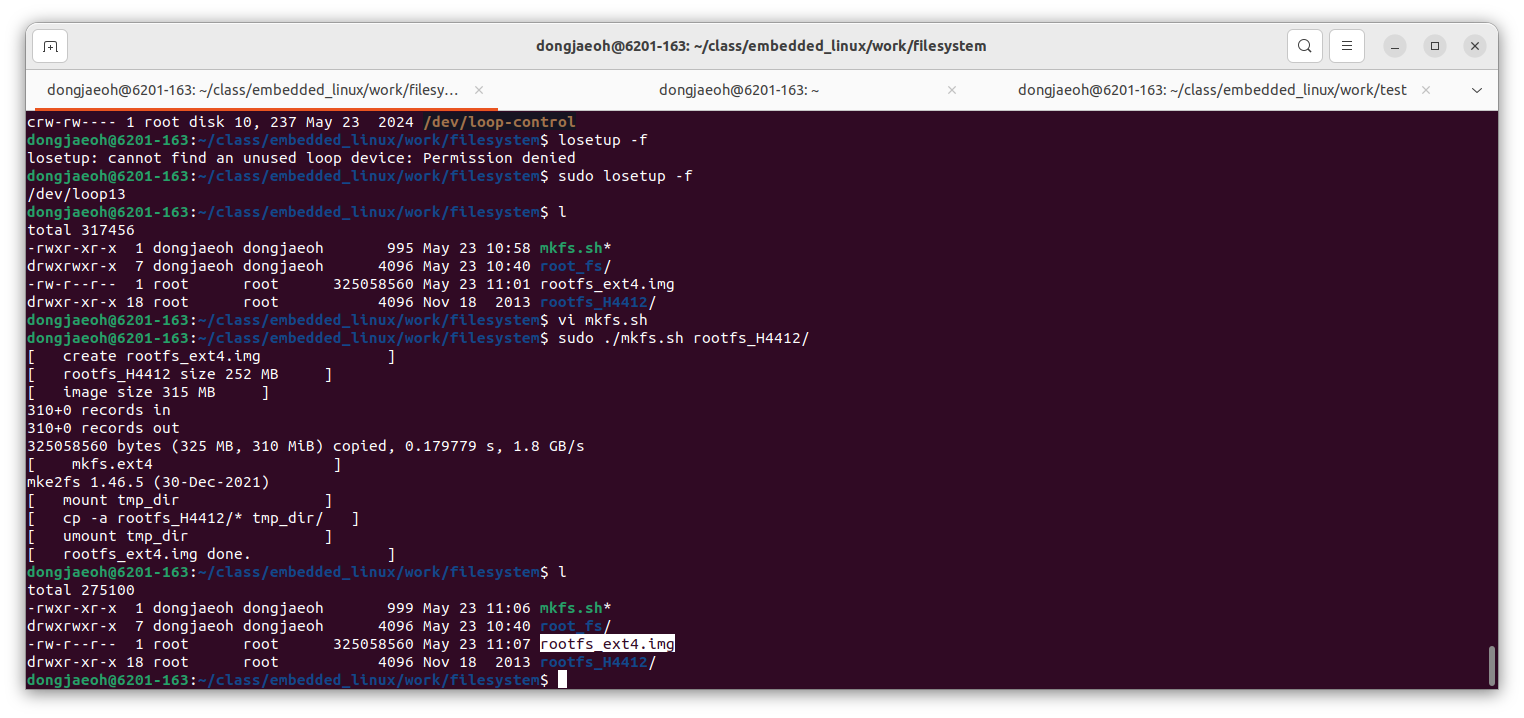 dongjaeoh@6201-163: ~/class/embedded_linux/work/filesystem
dongjaeoh@6201-163: ~/class/embedded_linux/work/filesy... × dongjaeoh@6201-163: ~ × dongjaeoh@6201-163: ~/class/embedded_linux/work/test ×
crw-rw---- 1 root disk 10, 237 May 23  2024 /dev/loop-control
dongjaeoh@6201-163:~/class/embedded_linux/work/filesystem$ losetup -f
losetup: cannot find an unused loop device: Permission denied
dongjaeoh@6201-163:~/class/embedded_linux/work/filesystem$ sudo losetup -f
/dev/loop13
dongjaeoh@6201-163:~/class/embedded_linux/work/filesystem$ l
total 317456
-rwxr-xr-x  1 dongjaeoh dongjaeoh       995 May 23 10:58 mkfs.sh*
drwxrwxr-x  7 dongjaeoh dongjaeoh      4096 May 23 10:40 root_fs/
-rw-r--r--  1 root      root      325058560 May 23 11:01 rootfs_ext4.img
drwxr-xr-x 18 root      root           4096 Nov 18  2013 rootfs_H4412/
dongjaeoh@6201-163:~/class/embedded_linux/work/filesystem$ vi mkfs.sh
dongjaeoh@6201-163:~/class/embedded_linux/work/filesystem$ sudo ./mkfs.sh rootfs_H4412/
[   create rootfs_ext4.img              ]
[   rootfs_H4412 size 252 MB     ]
[   image size 315 MB     ]
310+0 records in
310+0 records out
325058560 bytes (325 MB, 310 MiB) copied, 0.179779 s, 1.8 GB/s
[    mkfs.ext4                    ]
mke2fs 1.46.5 (30-Dec-2021)
[   mount tmp_dir                ]
[   cp -a rootfs_H4412/* tmp_dir/   ]
[   umount tmp_dir               ]
[   rootfs_ext4.img done.               ]
dongjaeoh@6201-163:~/class/embedded_linux/work/filesystem$ l
total 275100
-rwxr-xr-x  1 dongjaeoh dongjaeoh       999 May 23 11:06 mkfs.sh*
drwxrwxr-x  7 dongjaeoh dongjaeoh      4096 May 23 10:40 root_fs/
-rw-r--r--  1 root      root      325058560 May 23 11:07 rootfs_ext4.img
drwxr-xr-x 18 root      root           4096 Nov 18  2013 rootfs_H4412/
dongjaeoh@6201-163:~/class/embedded_linux/work/filesystem$